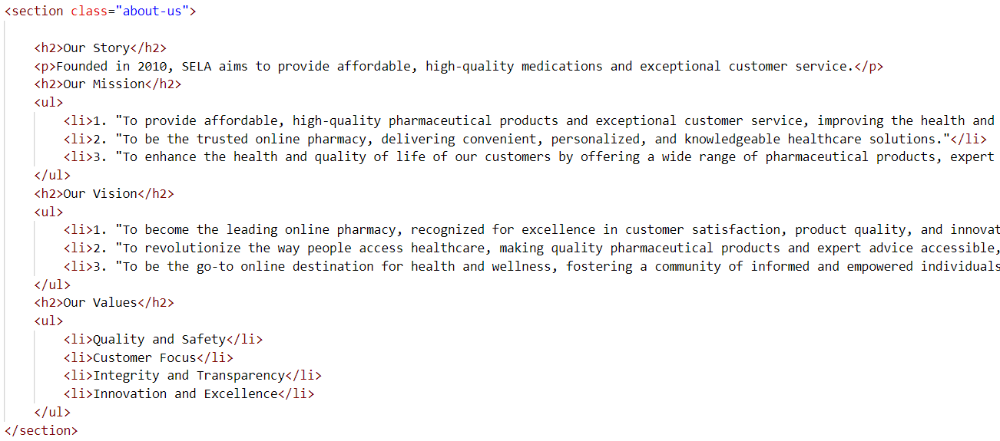 <section class="about-us">
<h2>Our Story</h2>
<p>Founded in 2010, SELA aims to provide affordable, high-quality medications and exceptional customer service.</p>
<h2>Our Mission</h2>
<ul>
<li>1. "To provide affordable, high-quality pharmaceutical products and exceptional customer service, improving the health and
<li>2. "To be the trusted online pharmacy, delivering convenient, personalized, and knowledgeable healthcare solutions."</li>
<li>3. "To enhance the health and quality of life of our customers by offering a wide range of pharmaceutical products, expert
</ul>
<h2>Our Vision</h2>
<ul>
<li>1. "To become the leading online pharmacy, recognized for excellence in customer satisfaction, product quality, and innovat
<li>2. "To revolutionize the way people access healthcare, making quality pharmaceutical products and expert advice accessible,
<li>3. "To be the go-to online destination for health and wellness, fostering a community of informed and empowered individuals
</ul>
<h2>Our Values</h2>
<ul>
<li>Quality and Safety</li>
<li>Customer Focus</li>
<li>Integrity and Transparency</li>
<li>Innovation and Excellence</li>
</ul>
</section>